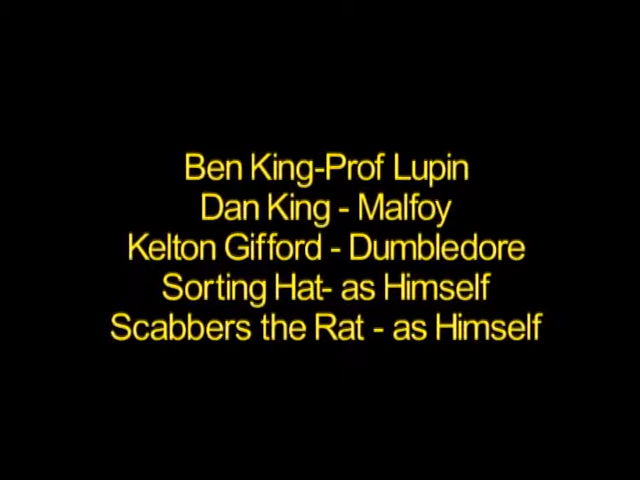 Ben King-Prof Lupin
Dan King - Malfoy
Kelton Gifford - Dumbledore
Sorting Hat- as Himself
Scabbers the Rat - as Himself